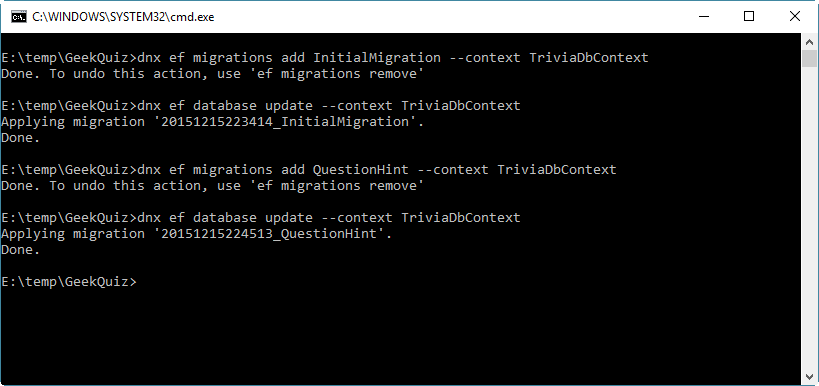 C:\WINDOWS\SYSTEM32\cmd.exe
E:\temp\GeekQuiz>dnx ef migrations add InitialMigration --context TriviaDbContext
Done. To undo this action, use 'ef migrations remove'
E:\temp\GeekQuiz>dnx ef database update --context TriviaDbContext
Applying migration '20151215223414_InitialMigration'.
Done.
E:\temp\GeekQuiz>dnx ef migrations add QuestionHint --context TriviaDbContext
Done. To undo this action, use 'ef migrations remove'
E:\temp\GeekQuiz>dnx ef database update --context TriviaDbContext
Applying migration '20151215224513_QuestionHint'.
Done.
E:\temp\GeekQuiz>